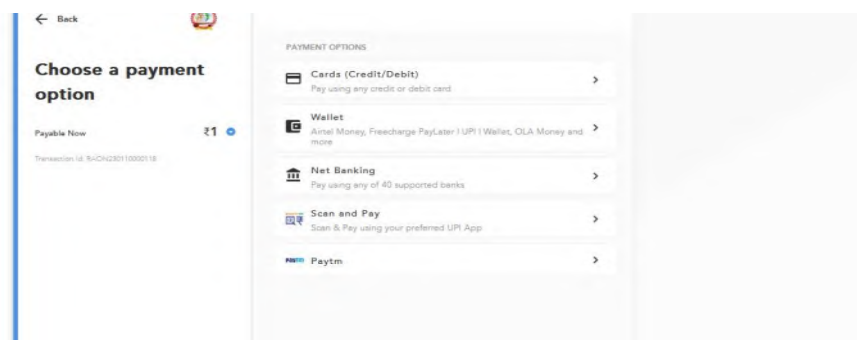 ← Back
Choose a payment
option
Payable Now ₹1
PAYMENT OPTIONS
Cards (Credit/Debit)
Pay using any credit or debit card
Wallet
Airtel Money, Freecharge PayLater | UPI | Wallet, OLA Money and
more
Net Banking
Pay using any of 40 supported banks
Scan and Pay
Scan & Pay using your preferred UPI App
Paytm